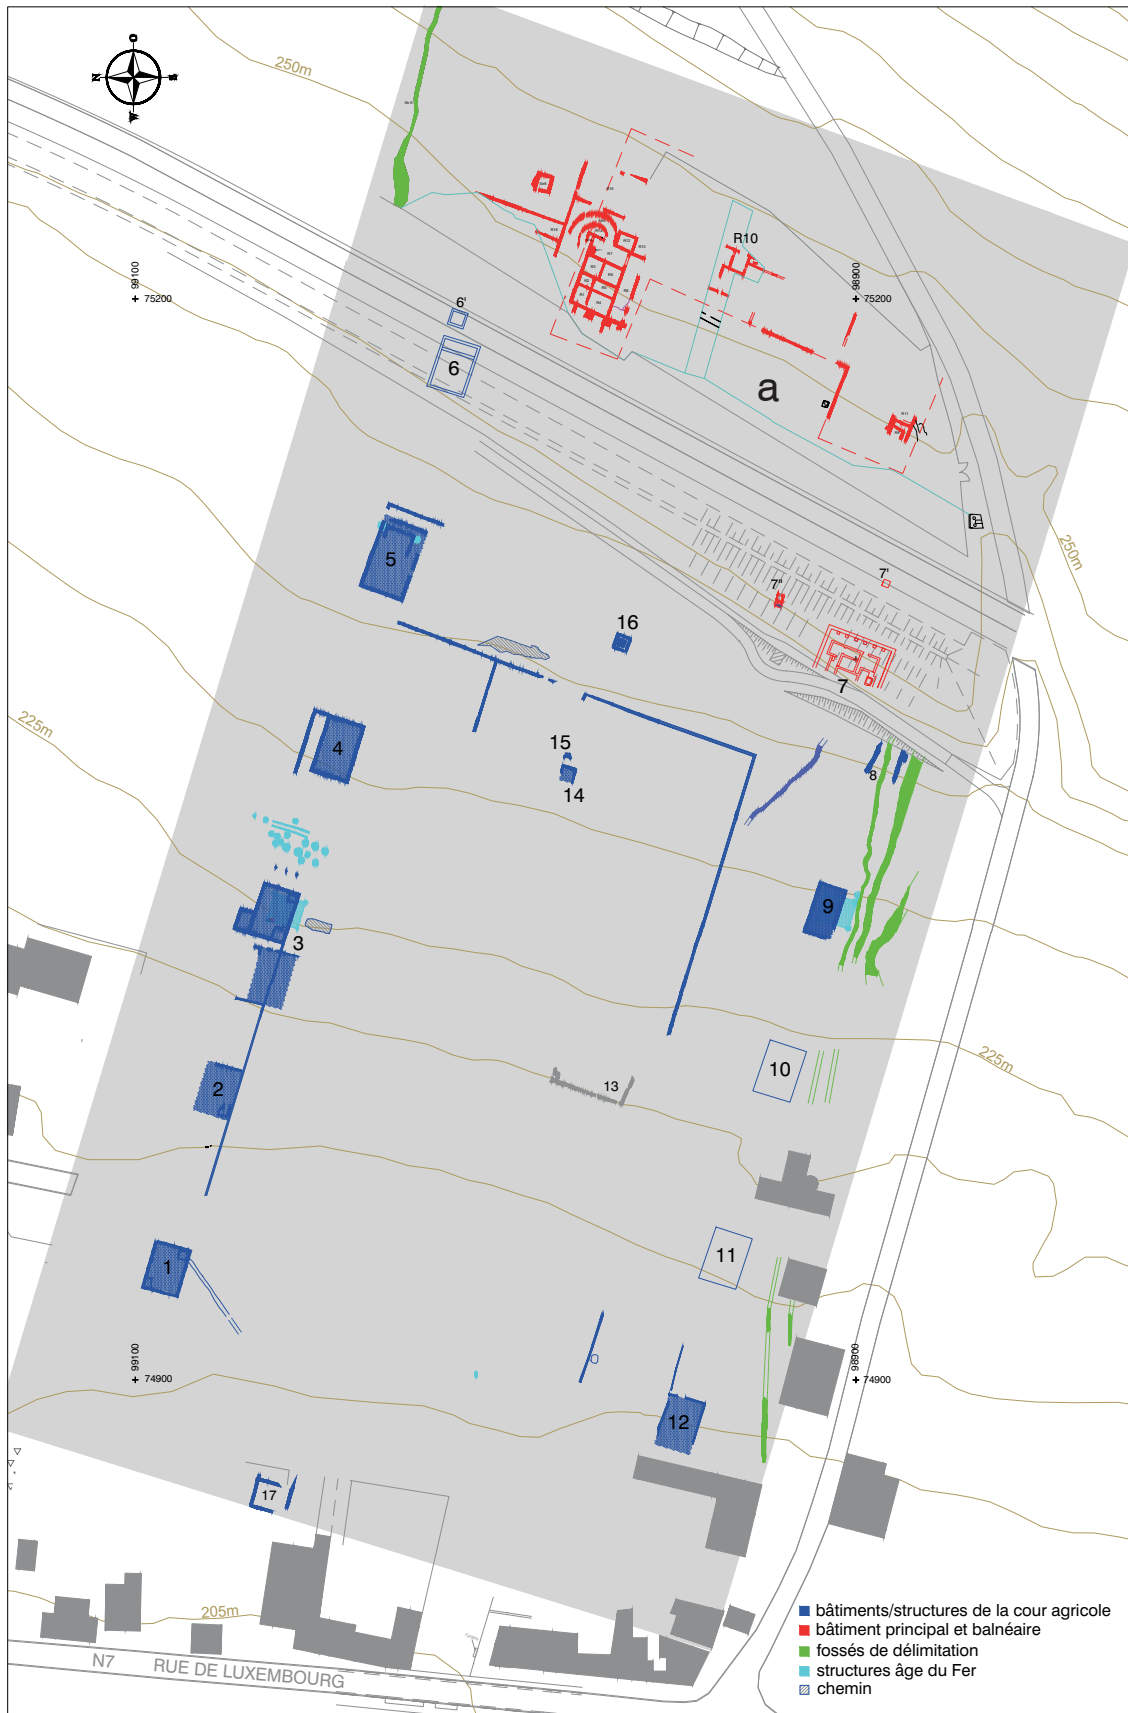 O
N
S
W
250m
R10
99100
75200
98900
75200
6'
6
a
250m
5
7'
7''
16
7
225m
4
15
14
8
9
3
225m
10
2
13
11
1
99100
74900
98900
74900
12
17
205m
N7 RUE DE LUXEMBOURG
bâtiments/structures de la cour agricole
bâtiment principal et balnéaire
fossés de délimitation
structures âge du Fer
chemin